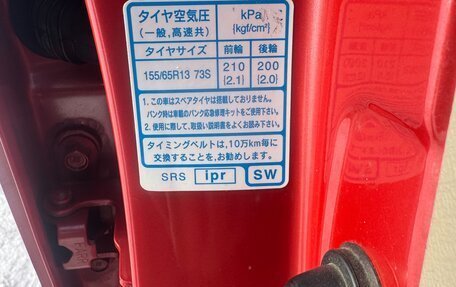 タイヤ空気圧 kPa
(一般,高速共) {kgf/cm²}
タイヤサイズ 前輪 後輪
155/65R13 73S 210 200
{2.1} {2.0}
1. この車はスペアタイヤは搭載しておりません。
パンク時は車載のパンク応急修理キットをご使用下さい。
2. 使用に際して、取扱い説明書をよくお読み下さい。
タイミングベルトは、10万km毎に
交換することを、お勧めします。
SRS ipr SW